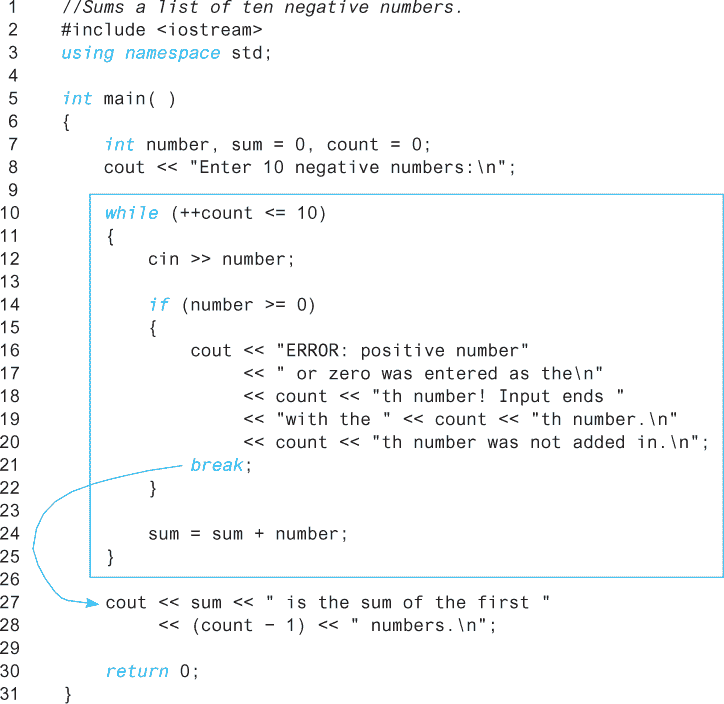 1 //Sums a list of ten negative numbers.
2 #include <iostream>
3 using namespace std;
4
5 int main( )
6 {
7 int number, sum = 0, count = 0;
8 cout << "Enter 10 negative numbers:\n";
9
10 while (++count <= 10)
11 {
12 cin >> number;
13
14 if (number >= 0)
15 {
16 cout << "ERROR: positive number"
17 << " or zero was entered as the\n"
18 << count << "th number! Input ends "
19 << "with the " << count << "th number.\n"
20 << count << "th number was not added in.\n";
21 break;
22 }
23
24 sum = sum + number;
25 }
26
27 cout << sum << " is the sum of the first "
28 << (count - 1) << " numbers.\n";
29
30 return 0;
31 }